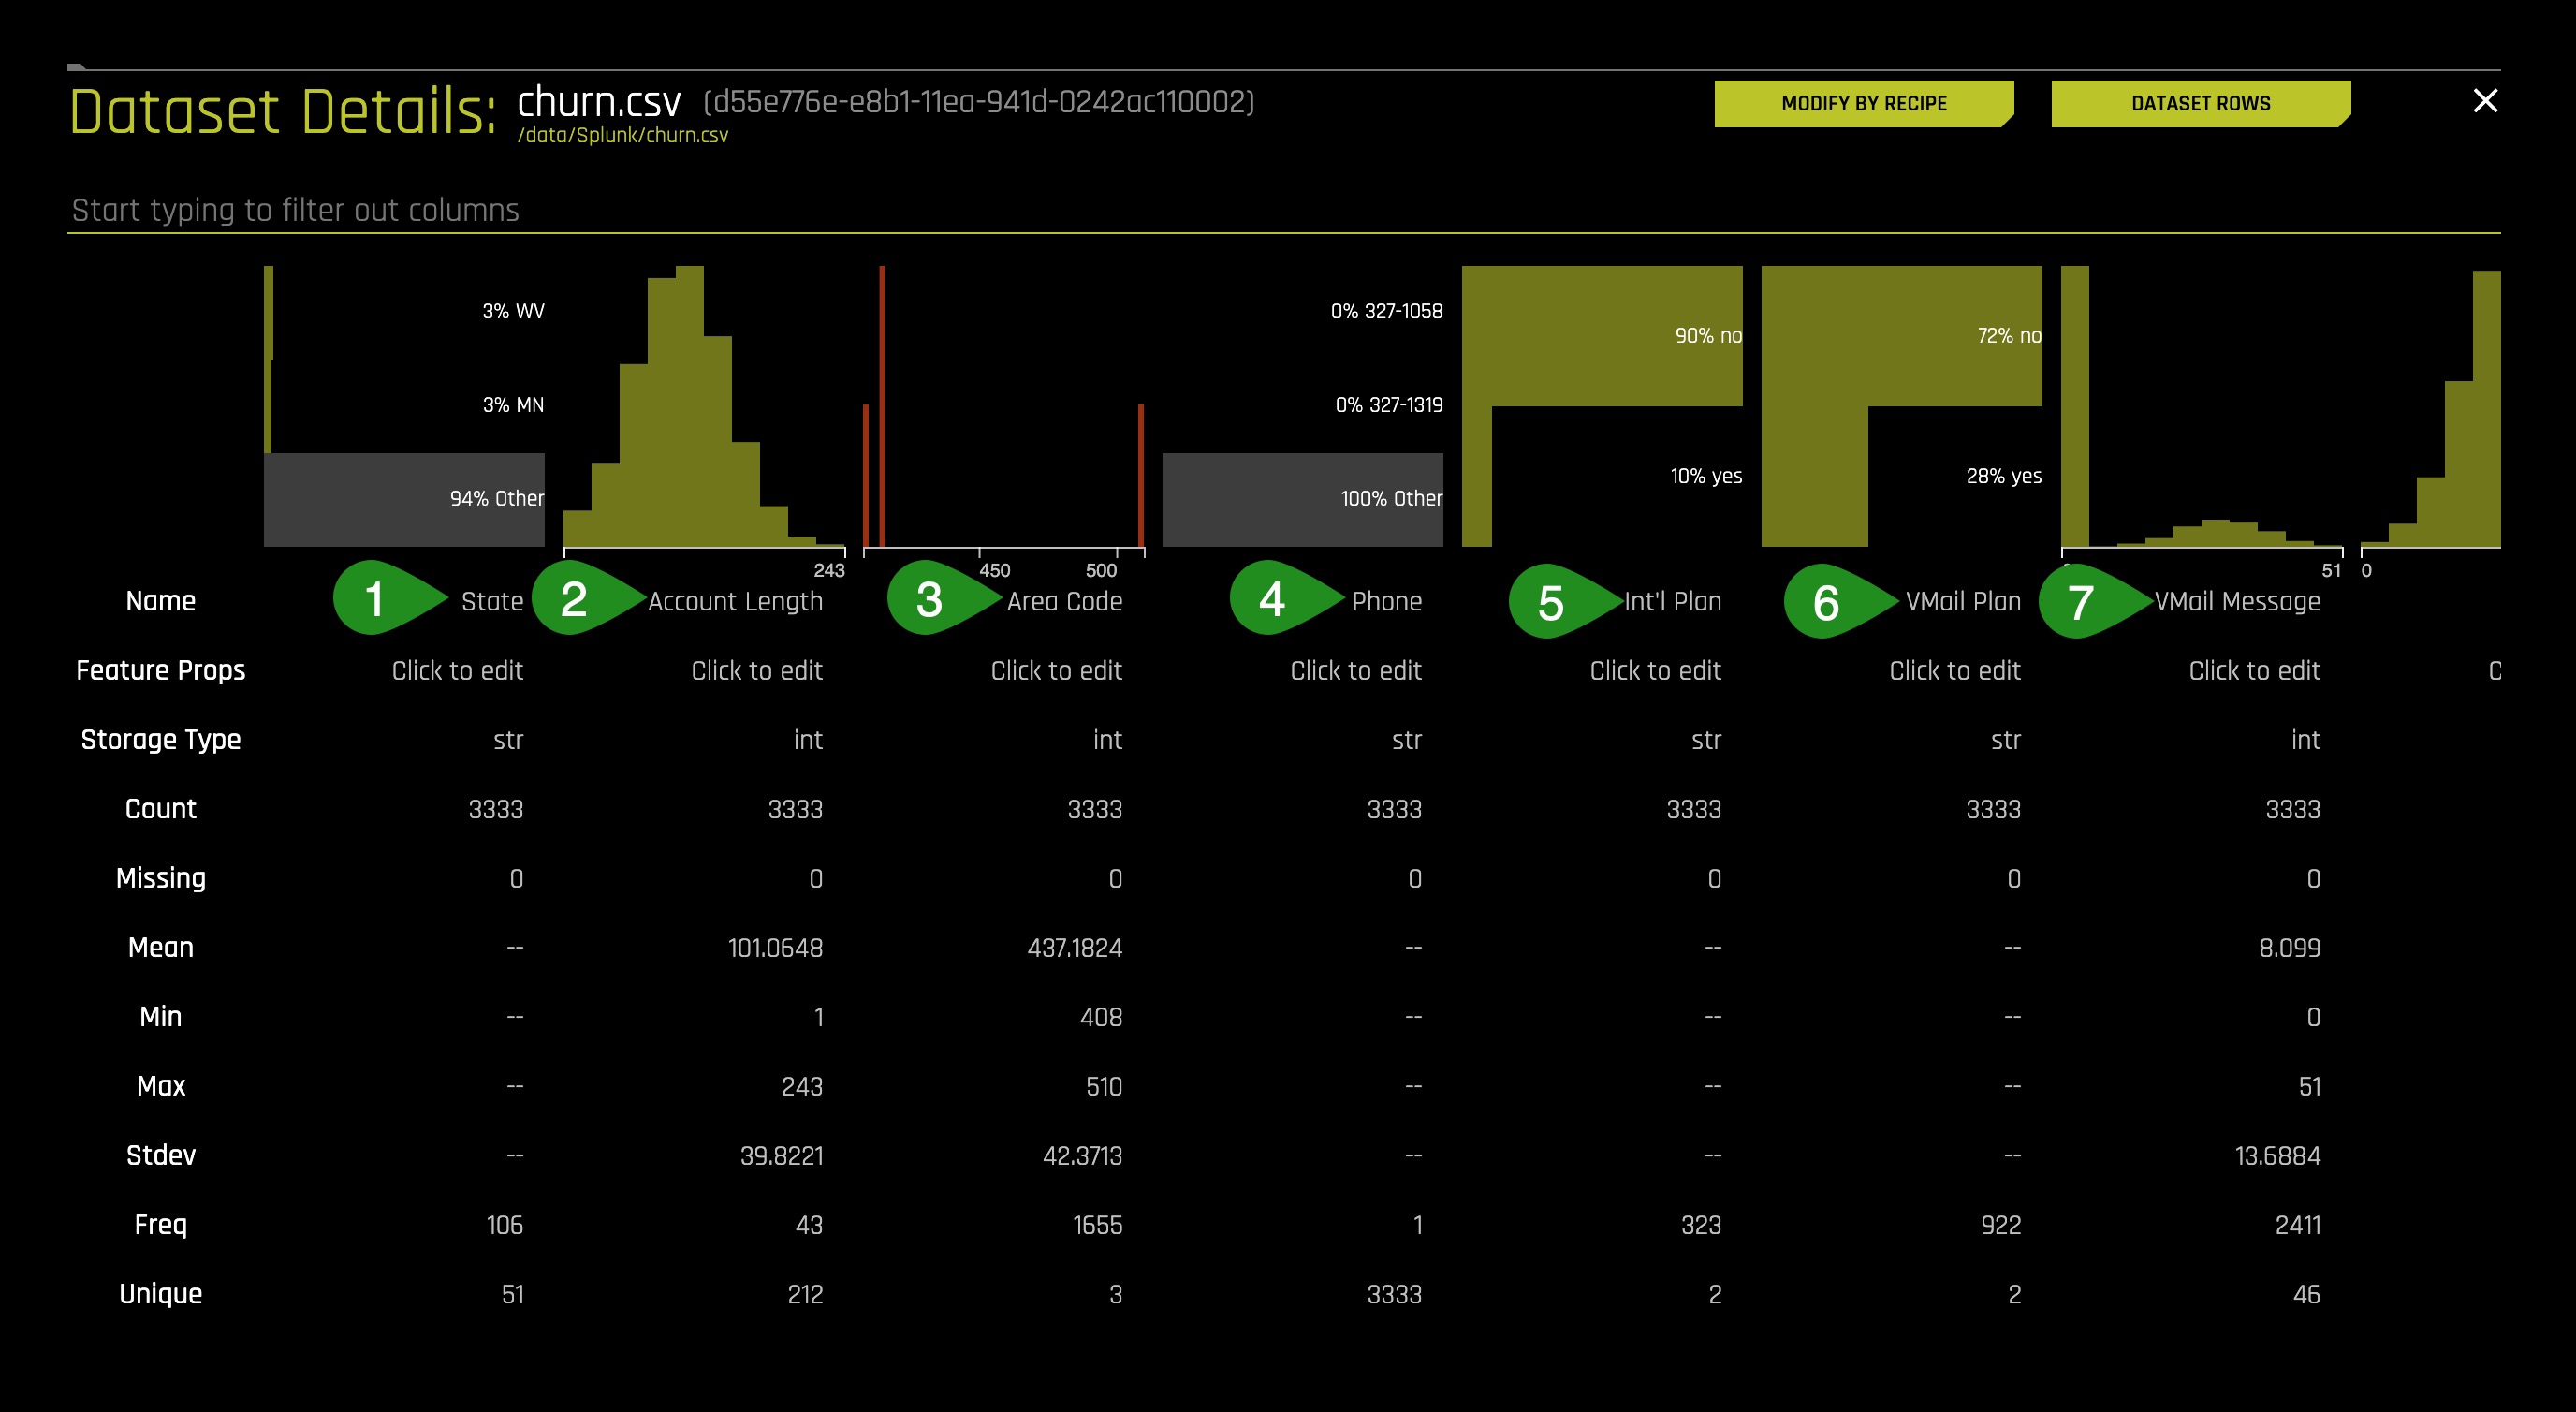 Dataset Details: churn.csv (d55e776e-e8b1-11ea-941d-0242ac110002)
/data/Splunk/churn.csv
MODIFY BY RECIPE
DATASET ROWS
Start typing to filter out columns
3% WV
3% MN
94% Other
243
450 500
0% 327-1058
0% 327-1319
100% Other
90% no
10% yes
72% no
28% yes
51 0
Name 1 State 2 Account Length 3 Area Code 4 Phone 5 Int'l Plan 6 VMail Plan 7 VMail Message
Feature Props Click to edit Click to edit Click to edit Click to edit Click to edit Click to edit Click to edit C
Storage Type str int int str str str int
Count 3333 3333 3333 3333 3333 3333 3333
Missing 0 0 0 0 0 0 0
Mean -- 101.0648 437.1824 -- -- -- 8.099
Min -- 1 408 -- -- -- 0
Max -- 243 510 -- -- -- 51
Stdev -- 39.8221 42.3713 -- -- -- 13.6884
Freq 106 43 1655 1 323 922 2411
Unique 51 212 3 3333 2 2 46